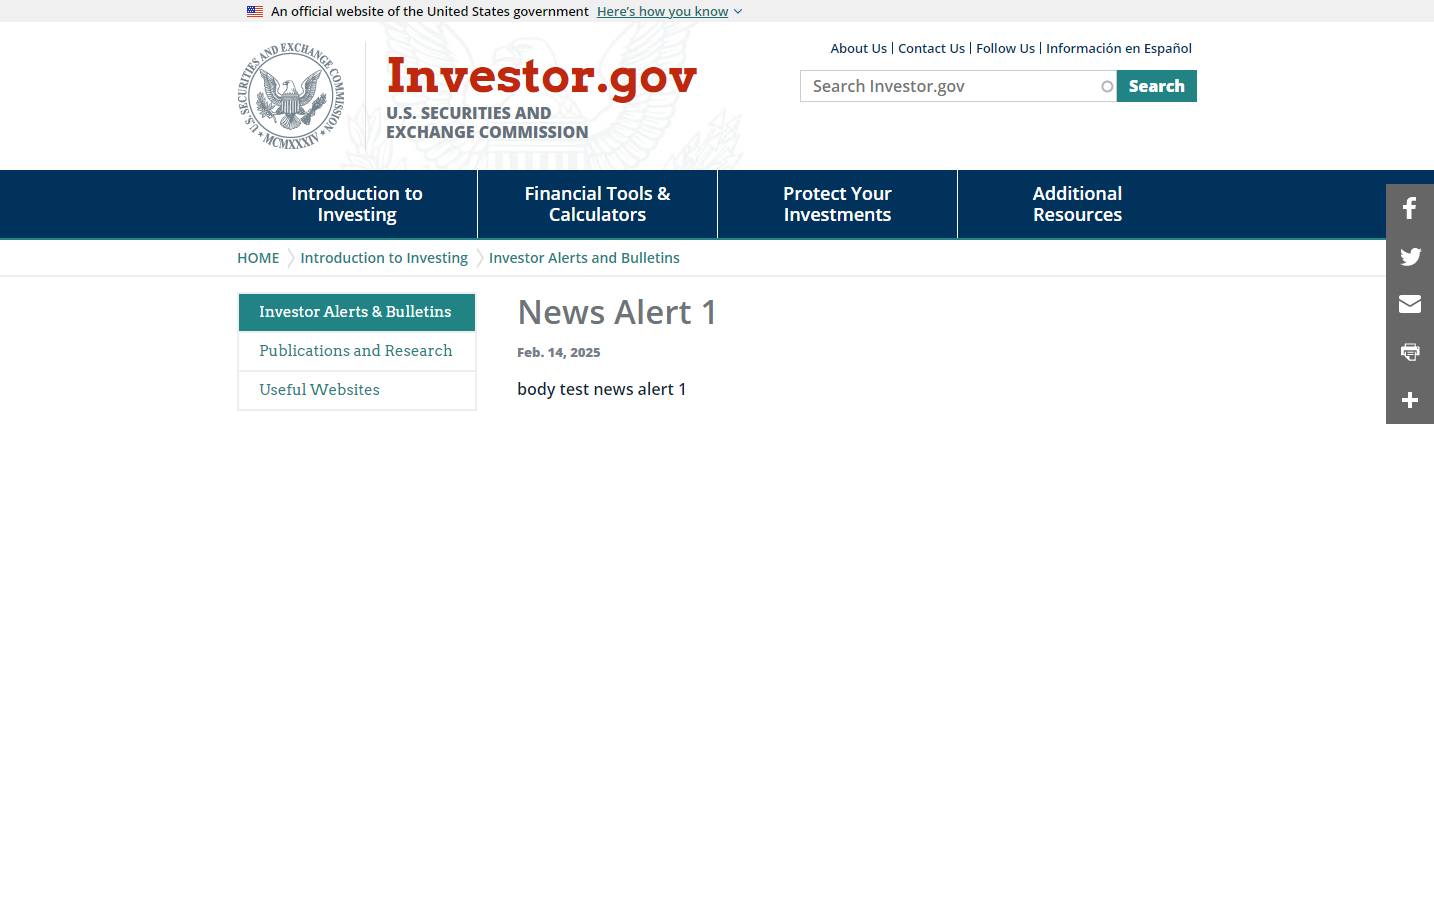 An official website of the United States government Here's how you know
About Us Contact Us Follow Us Información en Español
U.S. SECURITIES AND EXCHANGE COMMISSION
MCMXXXIV
Investor.gov
U.S. SECURITIES AND
EXCHANGE COMMISSION
Search Investor.gov
Search
Introduction to
Investing
Financial Tools &
Calculators
Protect Your
Investments
Additional
Resources
HOME Introduction to Investing Investor Alerts and Bulletins
Investor Alerts & Bulletins
Publications and Research
Useful Websites
News Alert 1
Feb. 14, 2025
body test news alert 1